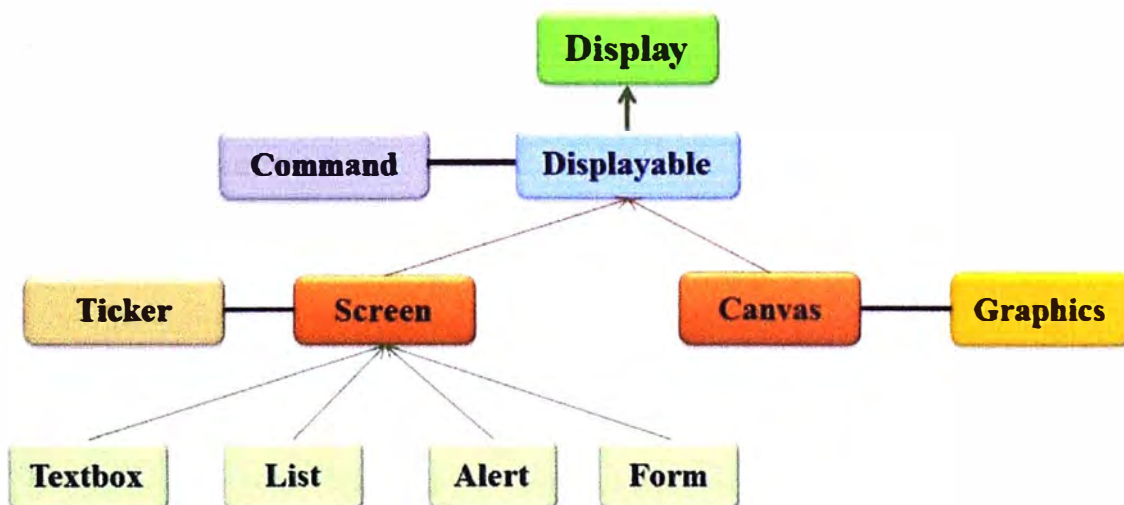 Display
Command
Displayable
Ticker
Screen
Canvas
Graphics
Textbox
List
Alert
Form